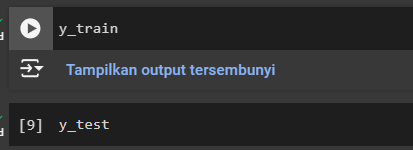 y_train
Tampilkan output tersembunyi
[9] y_test